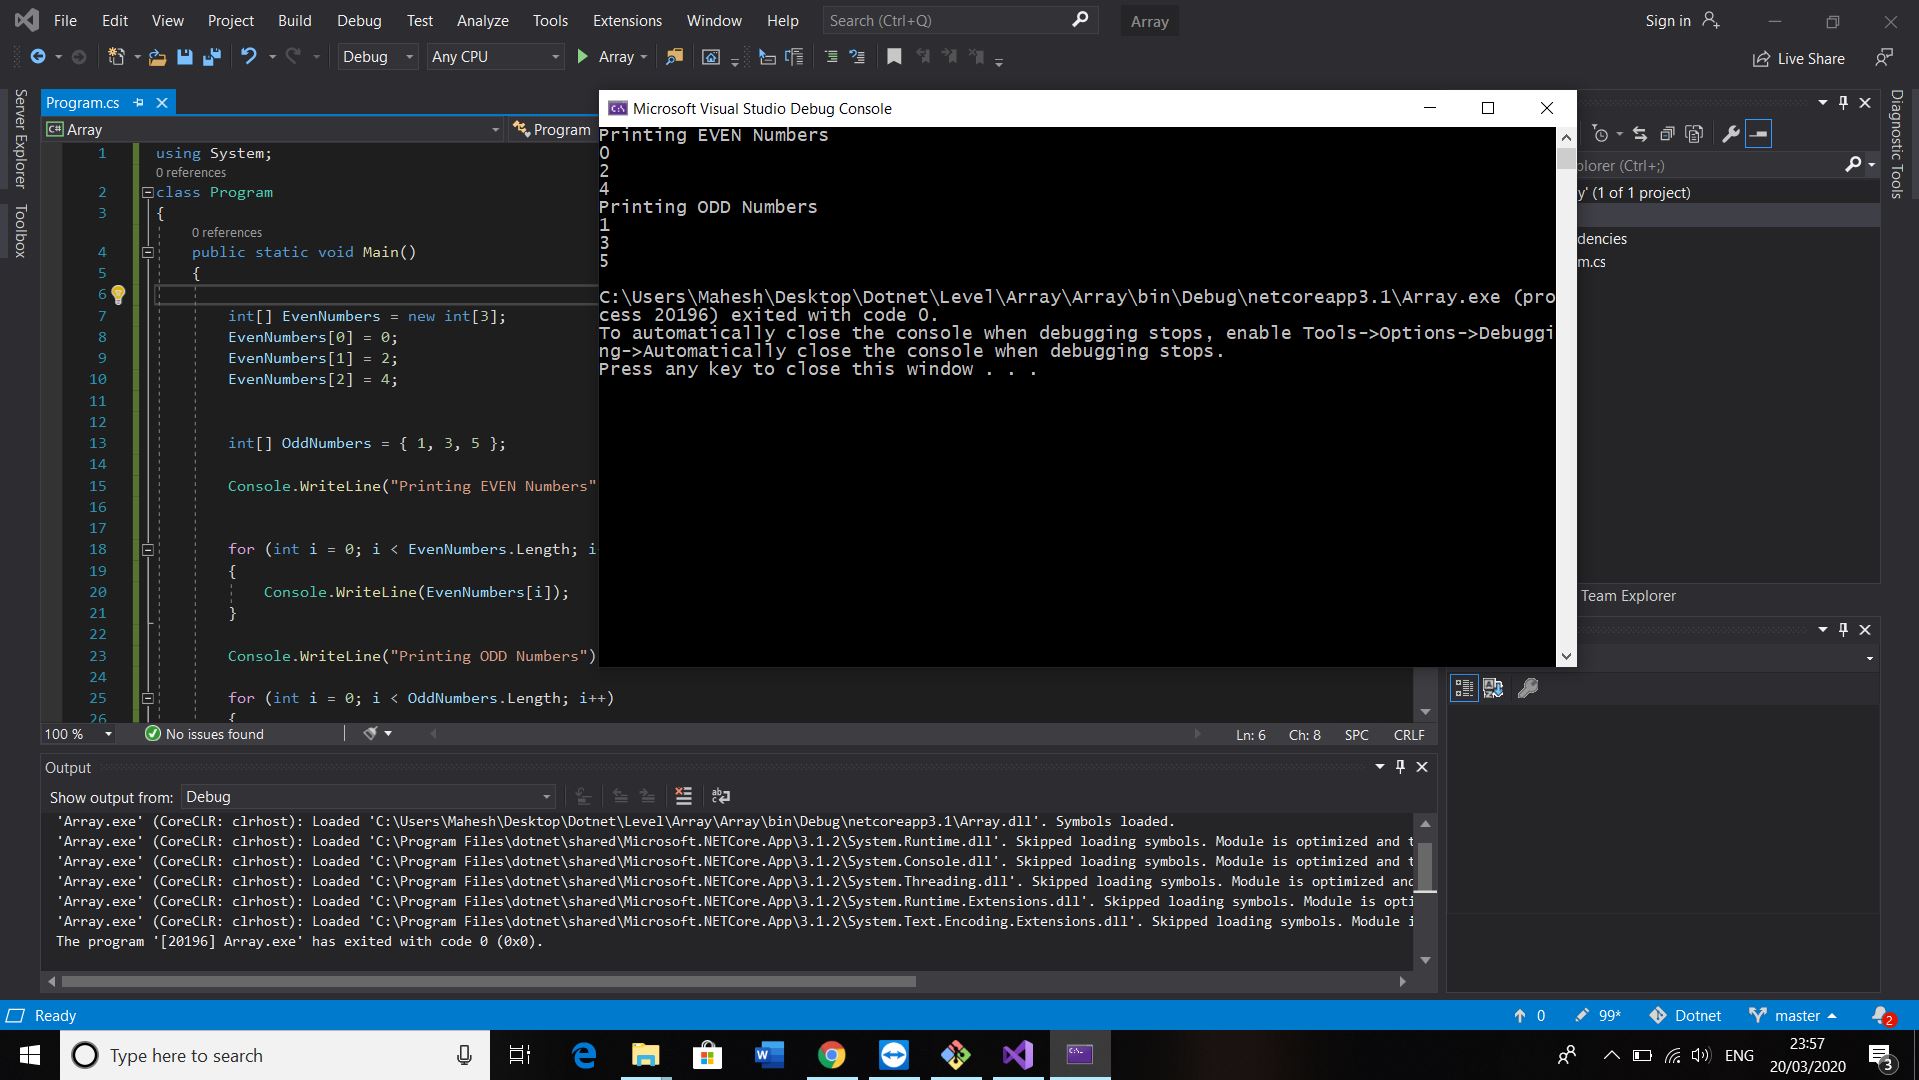 File Edit View Project Build Debug Test Analyze Tools Extensions Window Help Search (Ctrl+Q) Array Sign in
Debug Any CPU Array Live Share
Server Explorer
Toolbox
Program.cs
Array Program
1 using System;
0 references
2 class Program
3 {
0 references
4 public static void Main()
5 {
6
7 int[] EvenNumbers = new int[3];
8 EvenNumbers[0] = 0;
9 EvenNumbers[1] = 2;
10 EvenNumbers[2] = 4;
11
12
13 int[] OddNumbers = { 1, 3, 5 };
14
15 Console.WriteLine("Printing EVEN Numbers"
16
17
18 for (int i = 0; i < EvenNumbers.Length; i
19 {
20 Console.WriteLine(EvenNumbers[i]);
21 }
22
23 Console.WriteLine("Printing ODD Numbers")
24
25 for (int i = 0; i < OddNumbers.Length; i++)
26 {
100 % No issues found Ln: 6 Ch: 8 SPC CRLF
Microsoft Visual Studio Debug Console
Printing EVEN Numbers
0
2
4
Printing ODD Numbers
1
3
5
C:\Users\Mahesh\Desktop\Dotnet\Level\Array\Array\bin\Debug\netcoreapp3.1\Array.exe (pro
cess 20196) exited with code 0.
To automatically close the console when debugging stops, enable Tools->Options->Debuggi
ng->Automatically close the console when debugging stops.
Press any key to close this window . . .
plorer (Ctrl+;)
y' (1 of 1 project)
dencies
m.cs
Team Explorer
Diagnostic Tools
Output
Show output from: Debug
'Array.exe' (CoreCLR: clrhost): Loaded 'C:\Users\Mahesh\Desktop\Dotnet\Level\Array\Array\bin\Debug\netcoreapp3.1\Array.dll'. Symbols loaded.
'Array.exe' (CoreCLR: clrhost): Loaded 'C:\Program Files\dotnet\shared\Microsoft.NETCore.App\3.1.2\System.Runtime.dll'. Skipped loading symbols. Module is optimized and t
'Array.exe' (CoreCLR: clrhost): Loaded 'C:\Program Files\dotnet\shared\Microsoft.NETCore.App\3.1.2\System.Console.dll'. Skipped loading symbols. Module is optimized and t
'Array.exe' (CoreCLR: clrhost): Loaded 'C:\Program Files\dotnet\shared\Microsoft.NETCore.App\3.1.2\System.Threading.dll'. Skipped loading symbols. Module is optimized and
'Array.exe' (CoreCLR: clrhost): Loaded 'C:\Program Files\dotnet\shared\Microsoft.NETCore.App\3.1.2\System.Runtime.Extensions.dll'. Skipped loading symbols. Module is opti
'Array.exe' (CoreCLR: clrhost): Loaded 'C:\Program Files\dotnet\shared\Microsoft.NETCore.App\3.1.2\System.Text.Encoding.Extensions.dll'. Skipped loading symbols. Module i
The program '[20196] Array.exe' has exited with code 0 (0x0).
Ready 0 99* Dotnet master 2
Type here to search ENG 23:57
20/03/2020 3